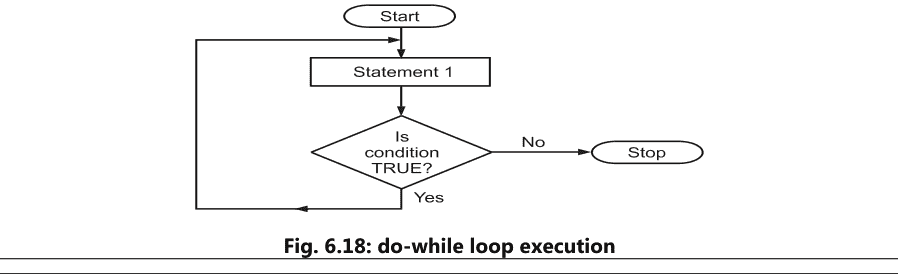 Start
Statement 1
Is
condition
TRUE?
No
Stop
Yes
Fig. 6.18: do-while loop execution